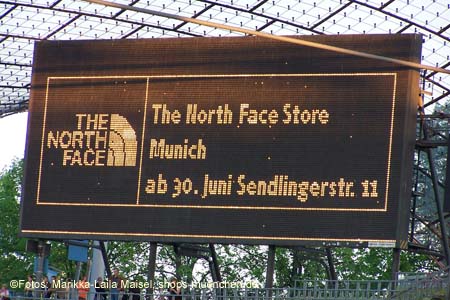 THE
NORTH
FACE
The North Face Store
Munich
ab 30. Juni Sendlingerstr. 11
©Fotos: Marikka-Laila Maisel, shops-muenchen.de